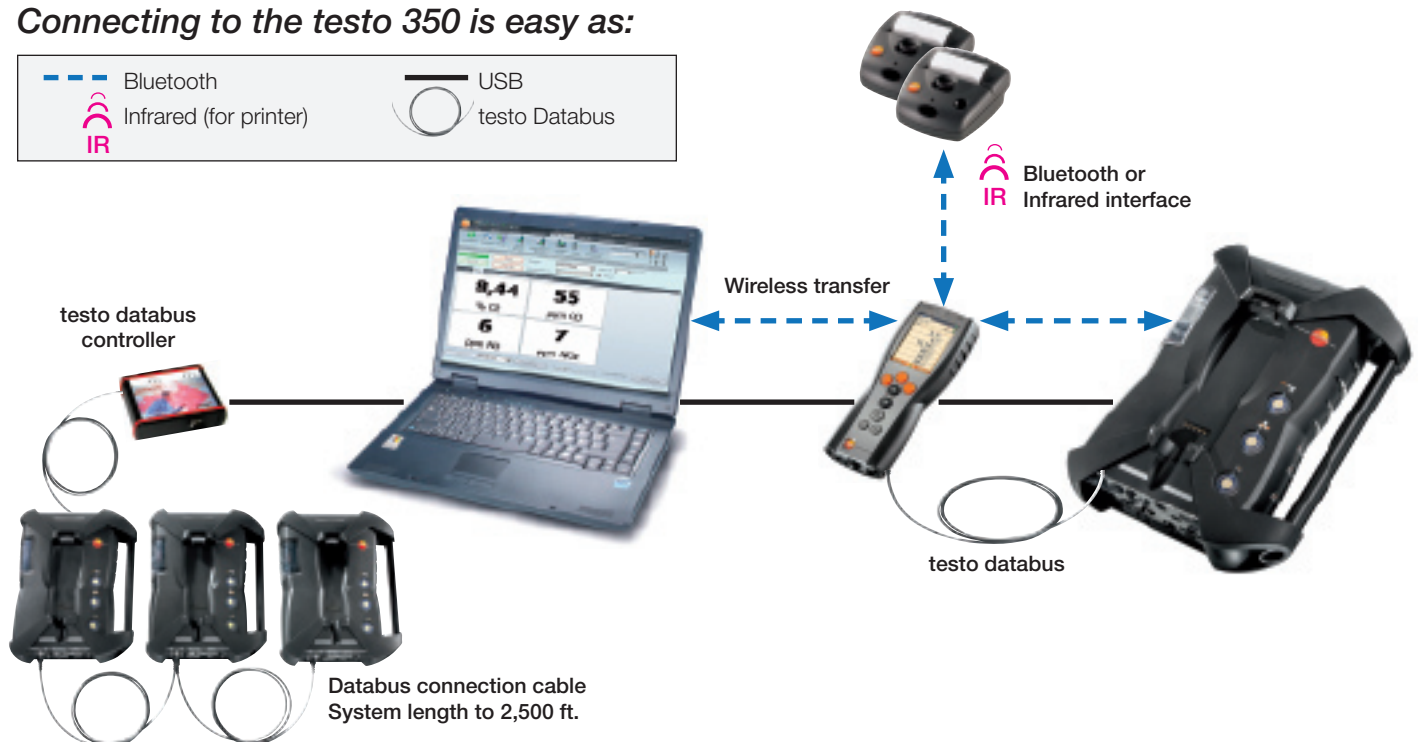 Connecting to the testo 350 is easy as:
Bluetooth
USB
Infrared (for printer)
testo Databus
IR
Bluetooth or
IR
Infrared interface
Wireless transfer
testo databus
controller
8,44
55
6
7
testo databus
Databus connection cable
System length to 2,500 ft.